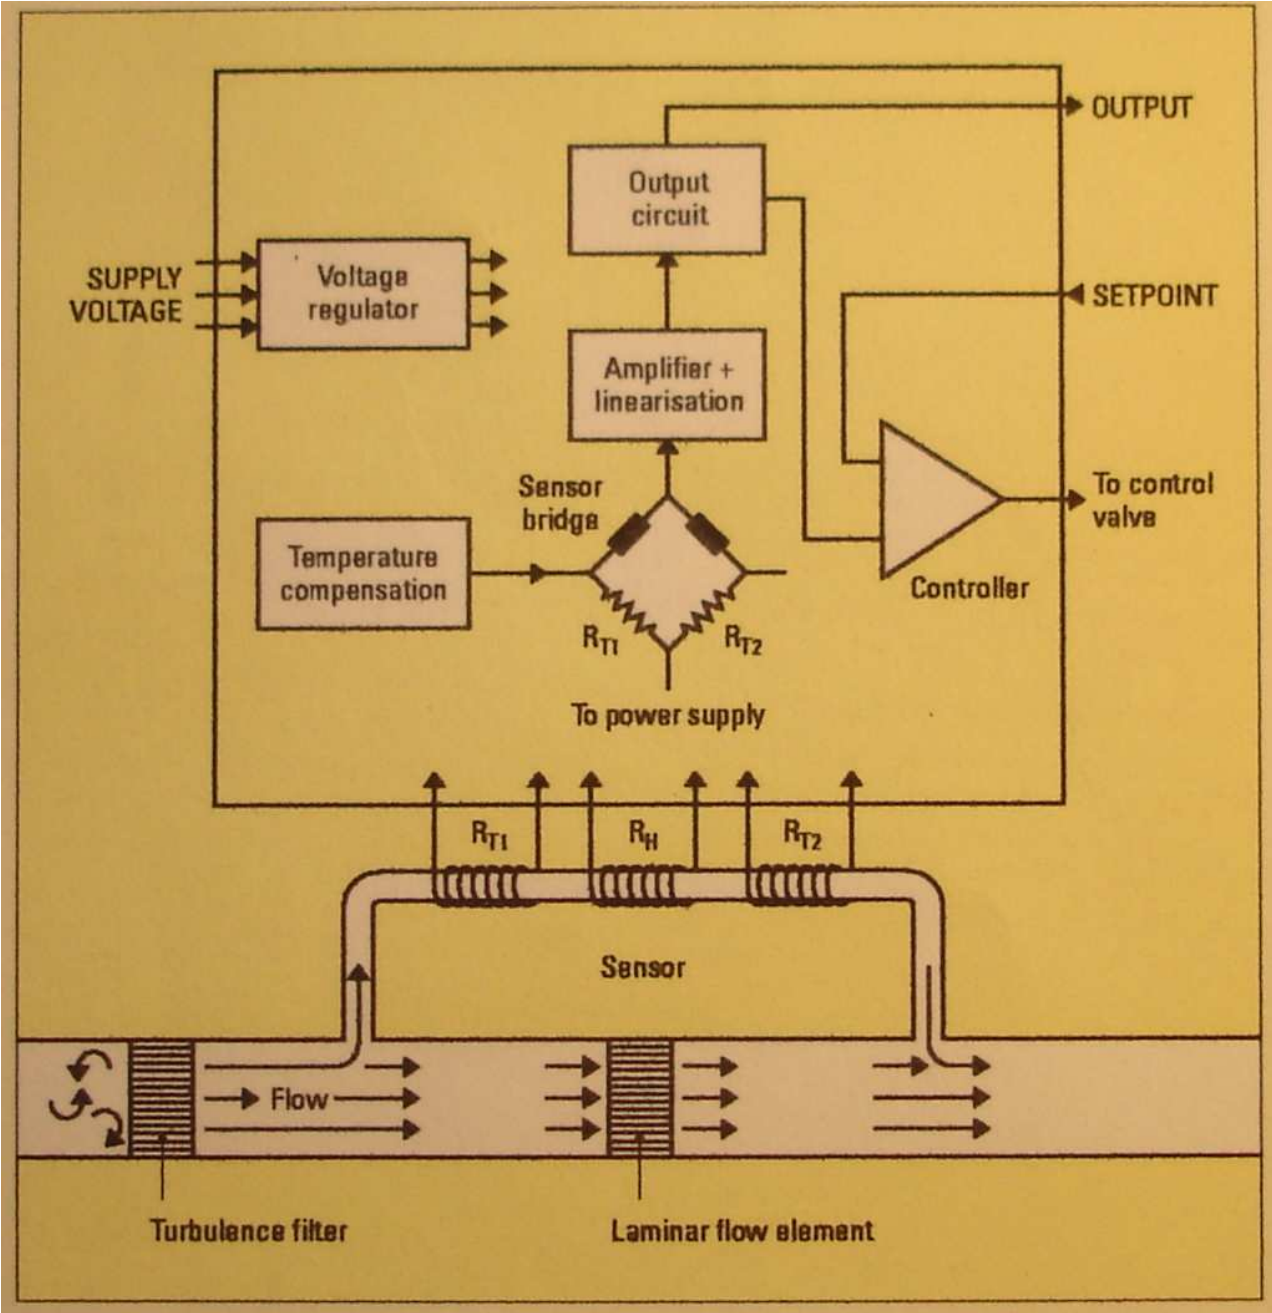 OUTPUT
Output
circuit
SUPPLY
VOLTAGE
Voltage
regulator
SETPOINT
Amplifier +
linearisation
Sensor
bridge
To control
valve
Temperature
compensation
Controller
RT1
RT2
To power supply
RT1
RH
RT2
Sensor
Flow
Turbulence filter
Laminar flow element